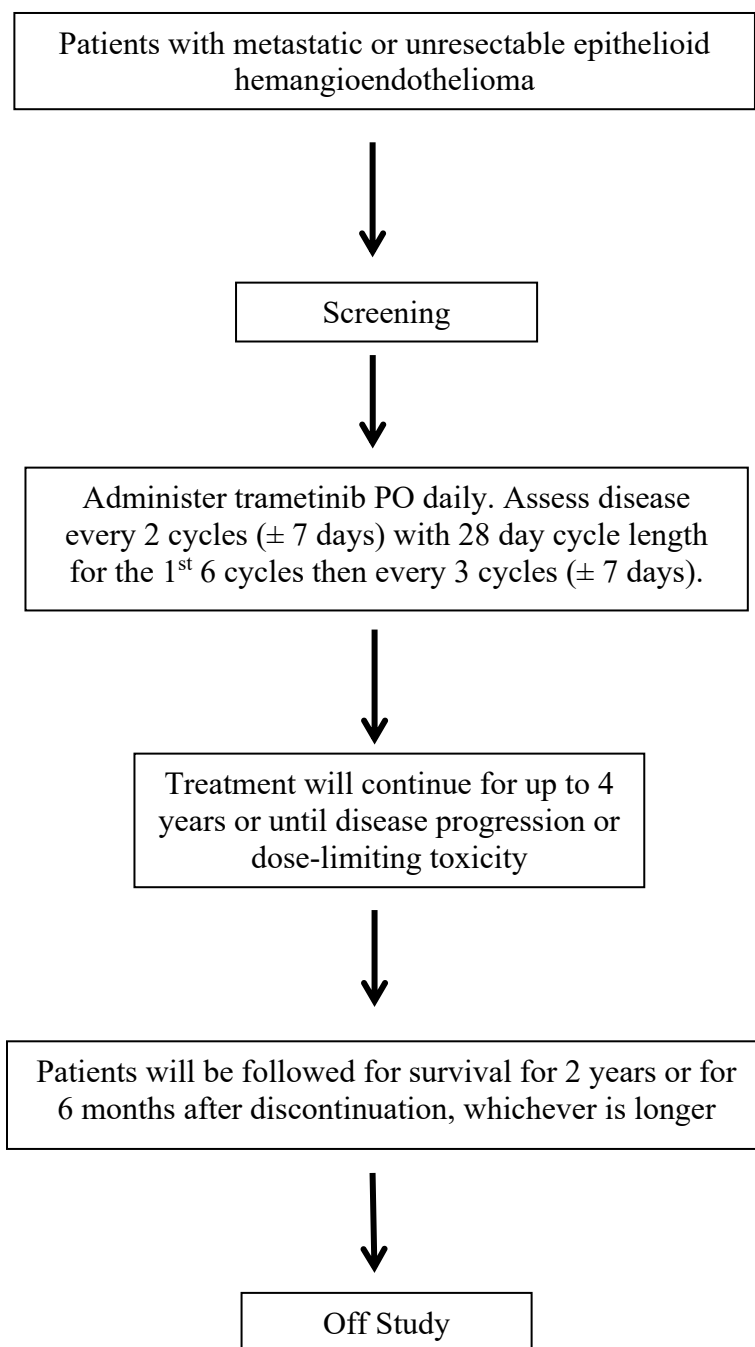 Patients with metastatic or unresectable epithelioid
hemangioendothelioma
Screening
Administer trametinib PO daily. Assess disease
every 2 cycles (± 7 days) with 28 day cycle length
for the 1st 6 cycles then every 3 cycles (± 7 days).
Treatment will continue for up to 4
years or until disease progression or
dose-limiting toxicity
Patients will be followed for survival for 2 years or for
6 months after discontinuation, whichever is longer
Off Study